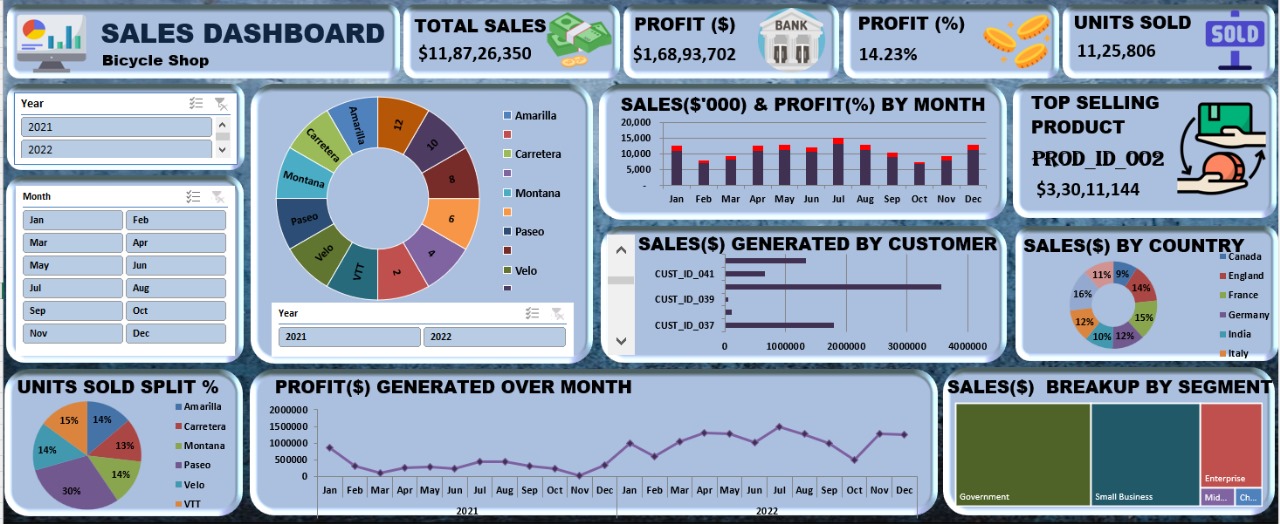 SALES DASHBOARD
Bicycle Shop
TOTAL SALES
$11,87,26,350
PROFIT ($)
$1,68,93,702
BANK
PROFIT (%)
14.23%
UNITS SOLD
11,25,806
SOLD
Year
2021
2022
Month
Jan Feb
Mar Apr
May Jun
Jul Aug
Sep Oct
Nov Dec
12
10
8
6
4
2
VTT
Velo
Paseo
Montana
Carretera
Amarilla
Amarilla
Carretera
Montana
Paseo
Velo
Year
2021 2022
SALES($'000) & PROFIT(%) BY MONTH
20,000
15,000
10,000
5,000
-
Jan Feb Mar Apr May Jun Jul Aug Sep Oct Nov Dec
TOP SELLING
PRODUCT
PROD_ID_002
$3,30,11,144
SALES($) GENERATED BY CUSTOMER
CUST_ID_041
CUST_ID_039
CUST_ID_037
0 1000000 2000000 3000000 4000000
SALES($) BY COUNTRY
9%
14%
15%
12%
10%
12%
16%
11%
Canada
England
France
Germany
India
Italy
UNITS SOLD SPLIT %
14%
13%
14%
30%
14%
15%
Amarilla
Carretera
Montana
Paseo
Velo
VTT
PROFIT($) GENERATED OVER MONTH
2000000
1500000
1000000
500000
0
Jan Feb Mar Apr May Jun Jul Aug Sep Oct Nov Dec Jan Feb Mar Apr May Jun Jul Aug Sep Oct Nov Dec
2021 2022
SALES($) BREAKUP BY SEGMENT
Government
Small Business
Enterprise
Mid...
Ch...